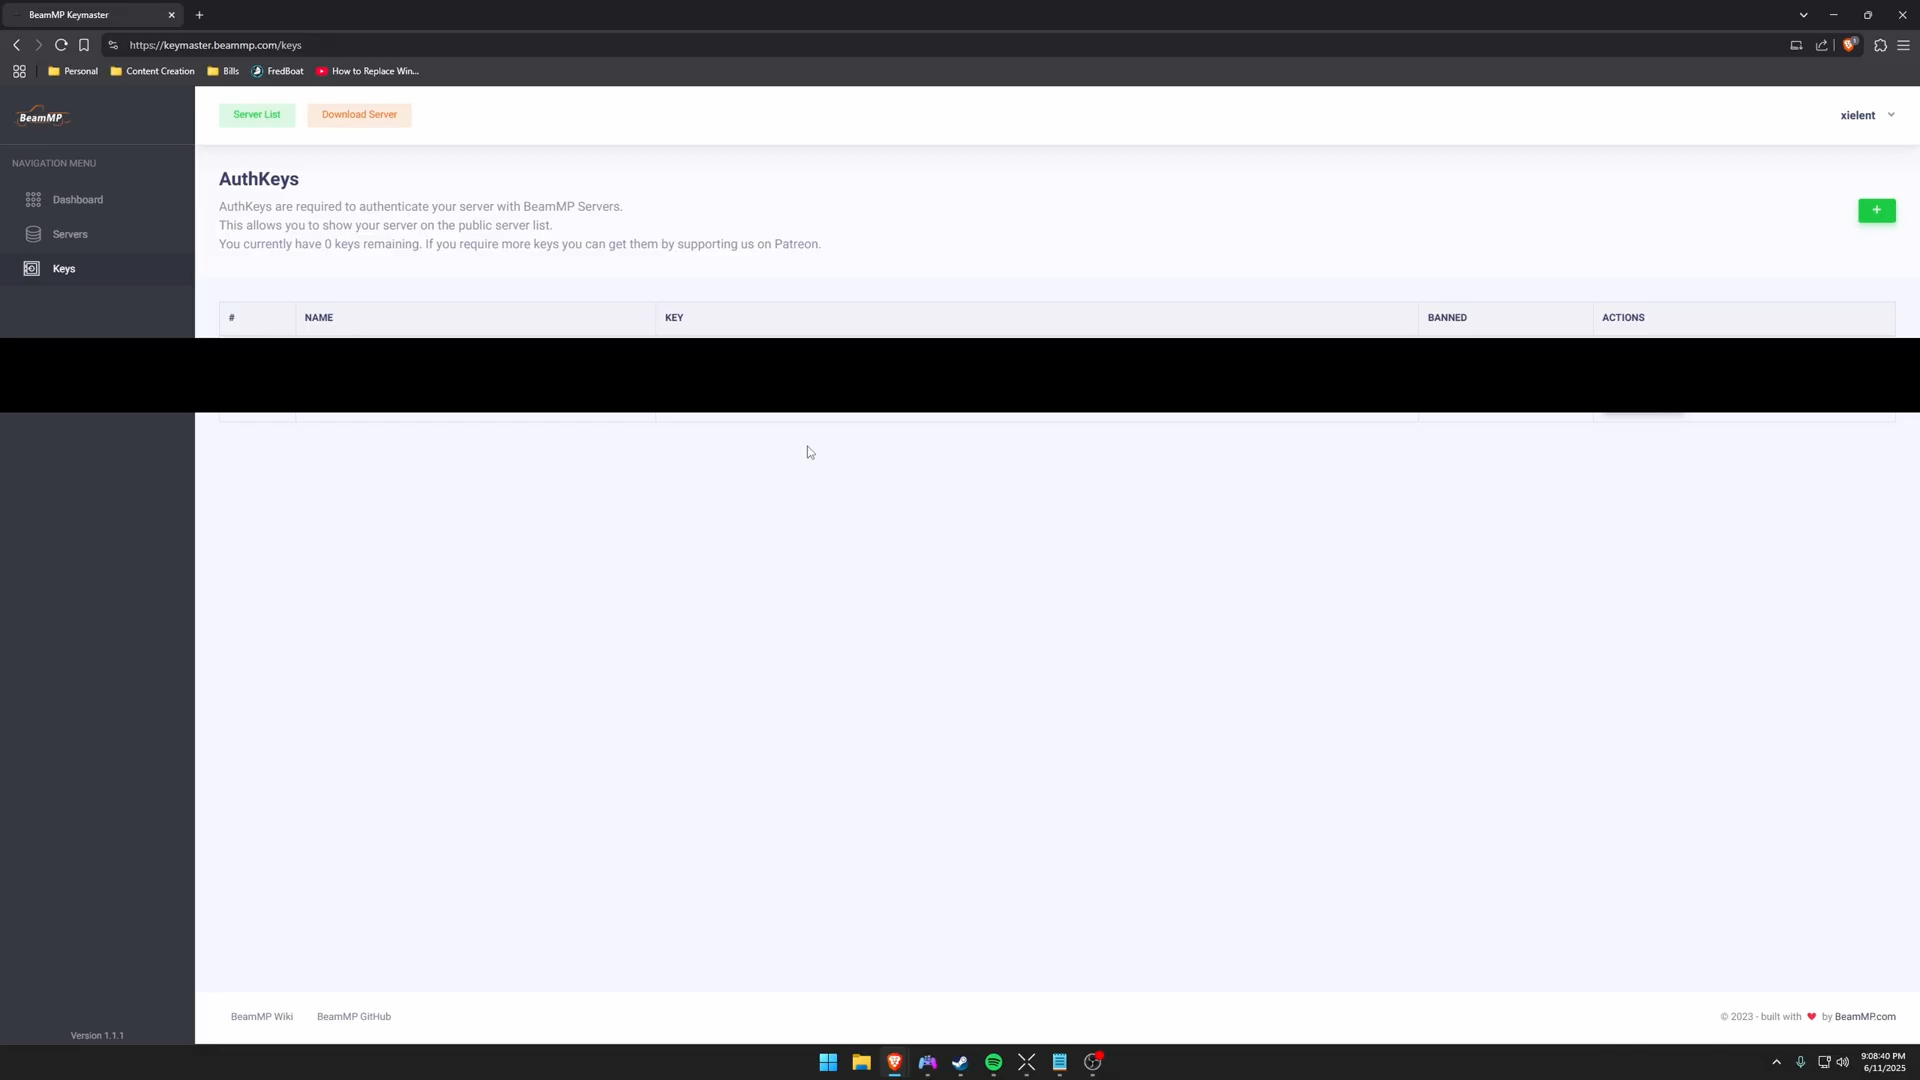 BeamMP Keymaster
https://keymaster.beammp.com/keys
Personal
Content Creation
Bills
FredBoat
How to Replace Win...
BeamMP
Server List
Download Server
xielent
NAVIGATION MENU
Dashboard
Servers
Keys
AuthKeys
AuthKeys are required to authenticate your server with BeamMP Servers.
This allows you to show your server on the public server list.
You currently have 0 keys remaining. If you require more keys you can get them by supporting us on Patreon.
+
# NAME KEY BANNED ACTIONS
BeamMP Wiki
BeamMP GitHub
© 2023 - built with ❤ by BeamMP.com
Version 1.1.1
9:08:40 PM
6/11/2025